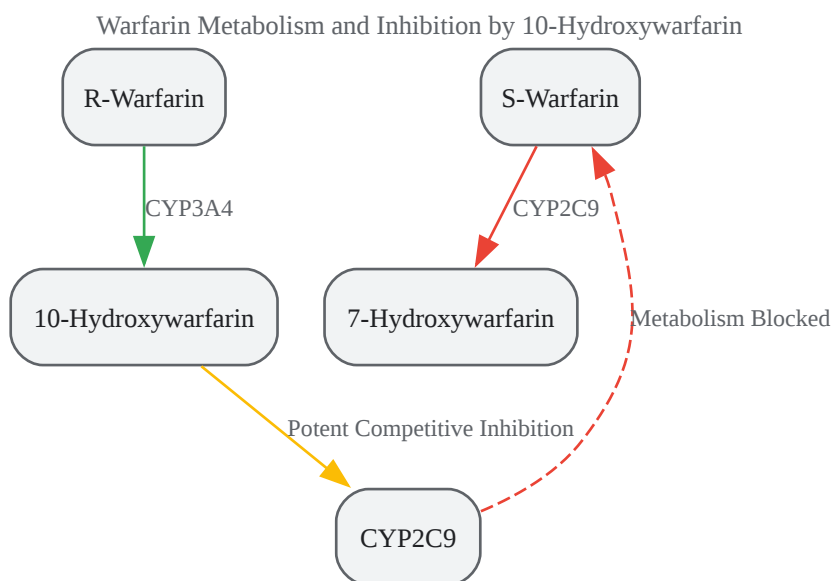 Warfarin Metabolism and Inhibition by 10-Hydroxywarfarin
R-Warfarin
S-Warfarin
CYP3A4
CYP2C9
10-Hydroxywarfarin
7-Hydroxywarfarin
Metabolism Blocked
Potent Competitive Inhibition
CYP2C9